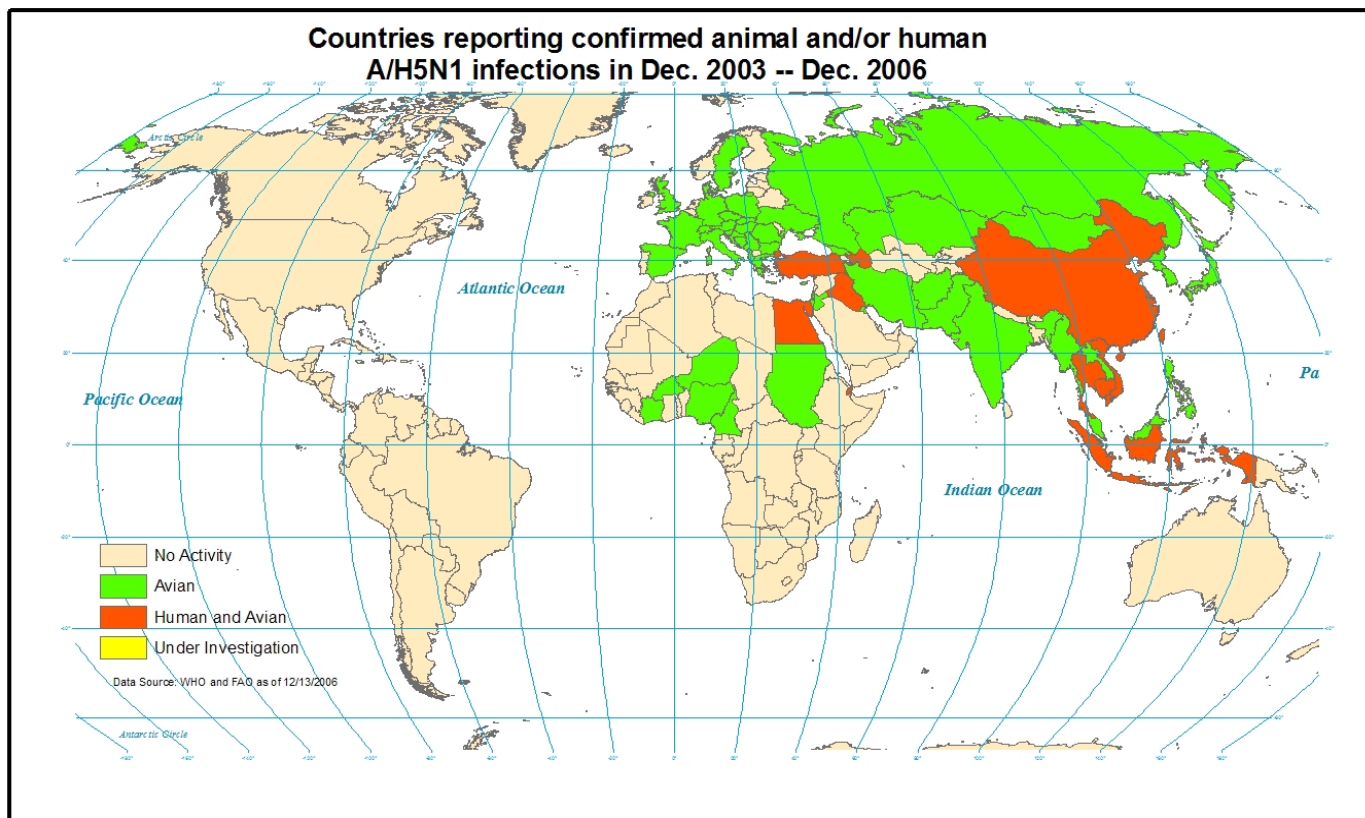 Countries reporting confirmed animal and/or human
A/H5N1 infections in Dec. 2003 -- Dec. 2006
Arctic Circle
Atlantic Ocean
Pacific Ocean
Pa
Indian Ocean
No Activity
Avian
Human and Avian
Under Investigation
Data Source: WHO and FAO as of 12/13/2006
Antarctic Circle